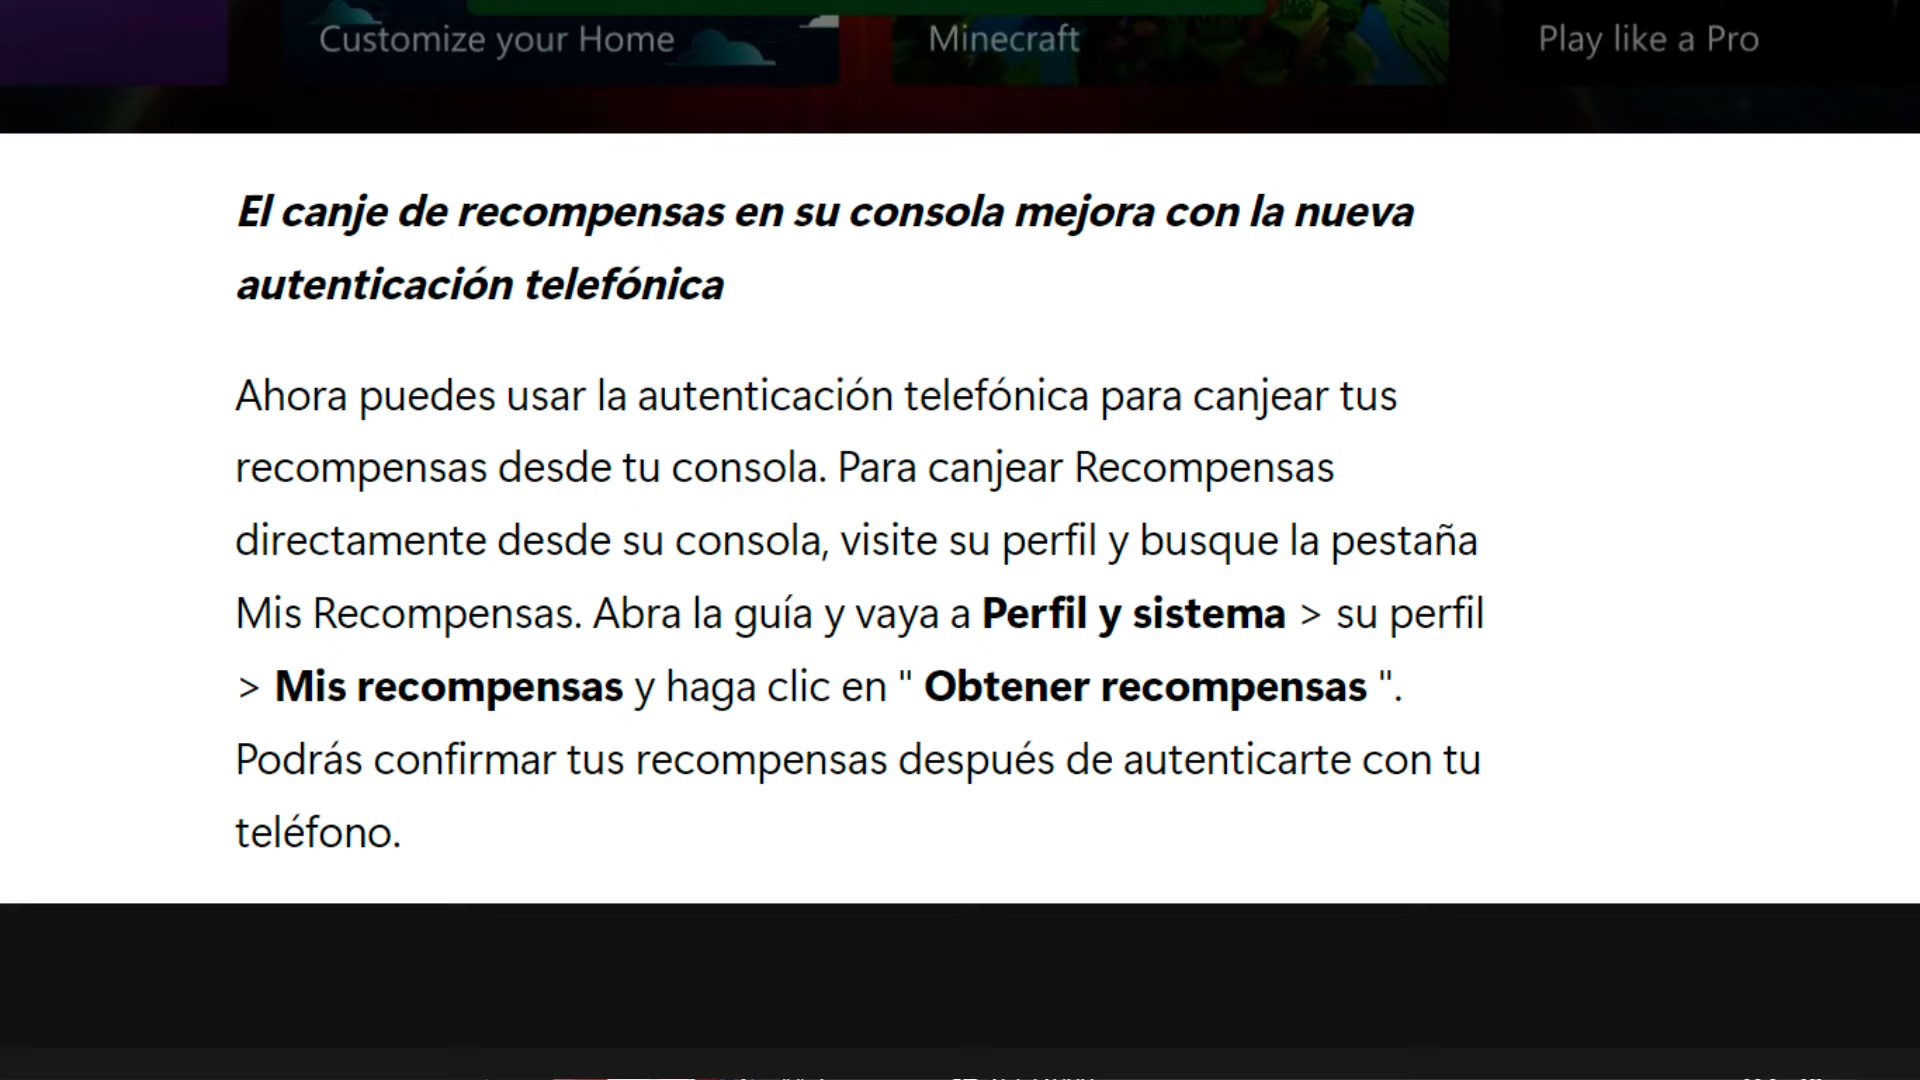 Customize your Home
Minecraft
Play like a Pro
El canje de recompensas en su consola mejora con la nueva
autenticación telefónica
Ahora puedes usar la autenticación telefónica para canjear tus
recompensas desde tu consola. Para canjear Recompensas
directamente desde su consola, visite su perfil y busque la pestaña
Mis Recompensas. Abra la guía y vaya a Perfil y sistema > su perfil
> Mis recompensas y haga clic en " Obtener recompensas ".
Podrás confirmar tus recompensas después de autenticarte con tu
teléfono.